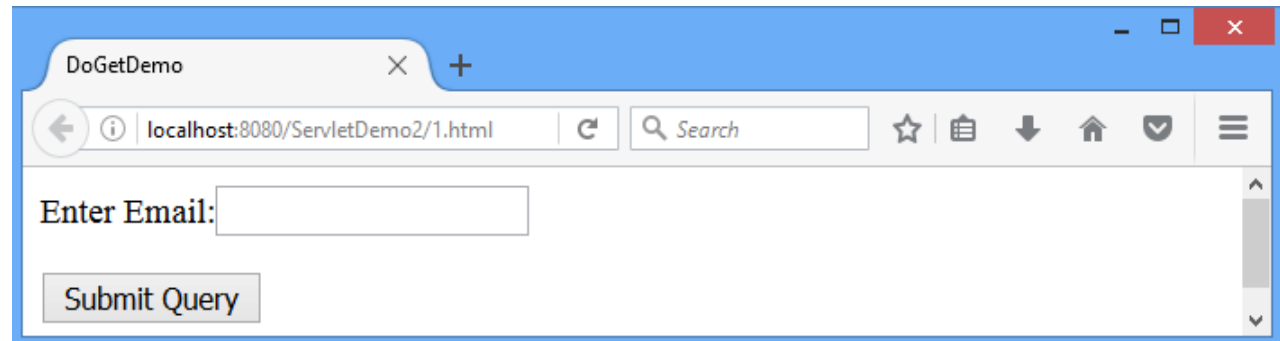 DoGetDemo
localhost:8080/ServletDemo2/1.html
Search
Enter Email:
Submit Query